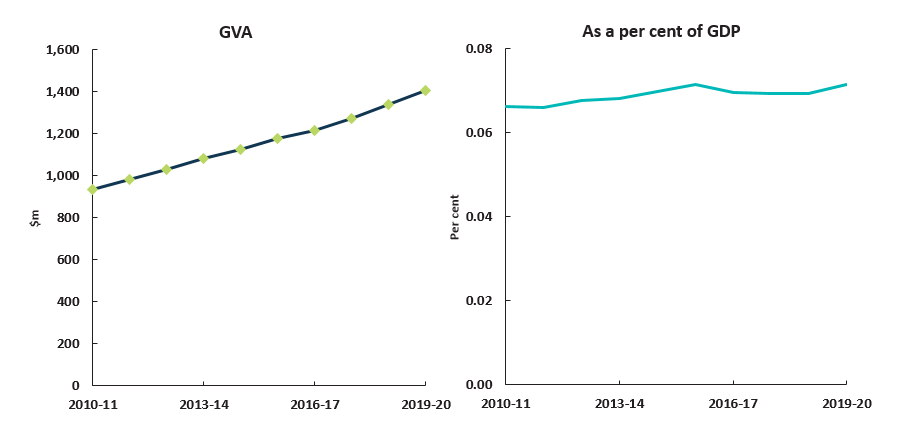 GVA
1,600
1,400
1,200
1,000
800
600
400
200
0
$m
2010-11 2013-14 2016-17 2019-20
As a per cent of GDP
0.08
0.06
0.04
0.02
0.00
Per cent
2010-11 2013-14 2016-17 2019-20